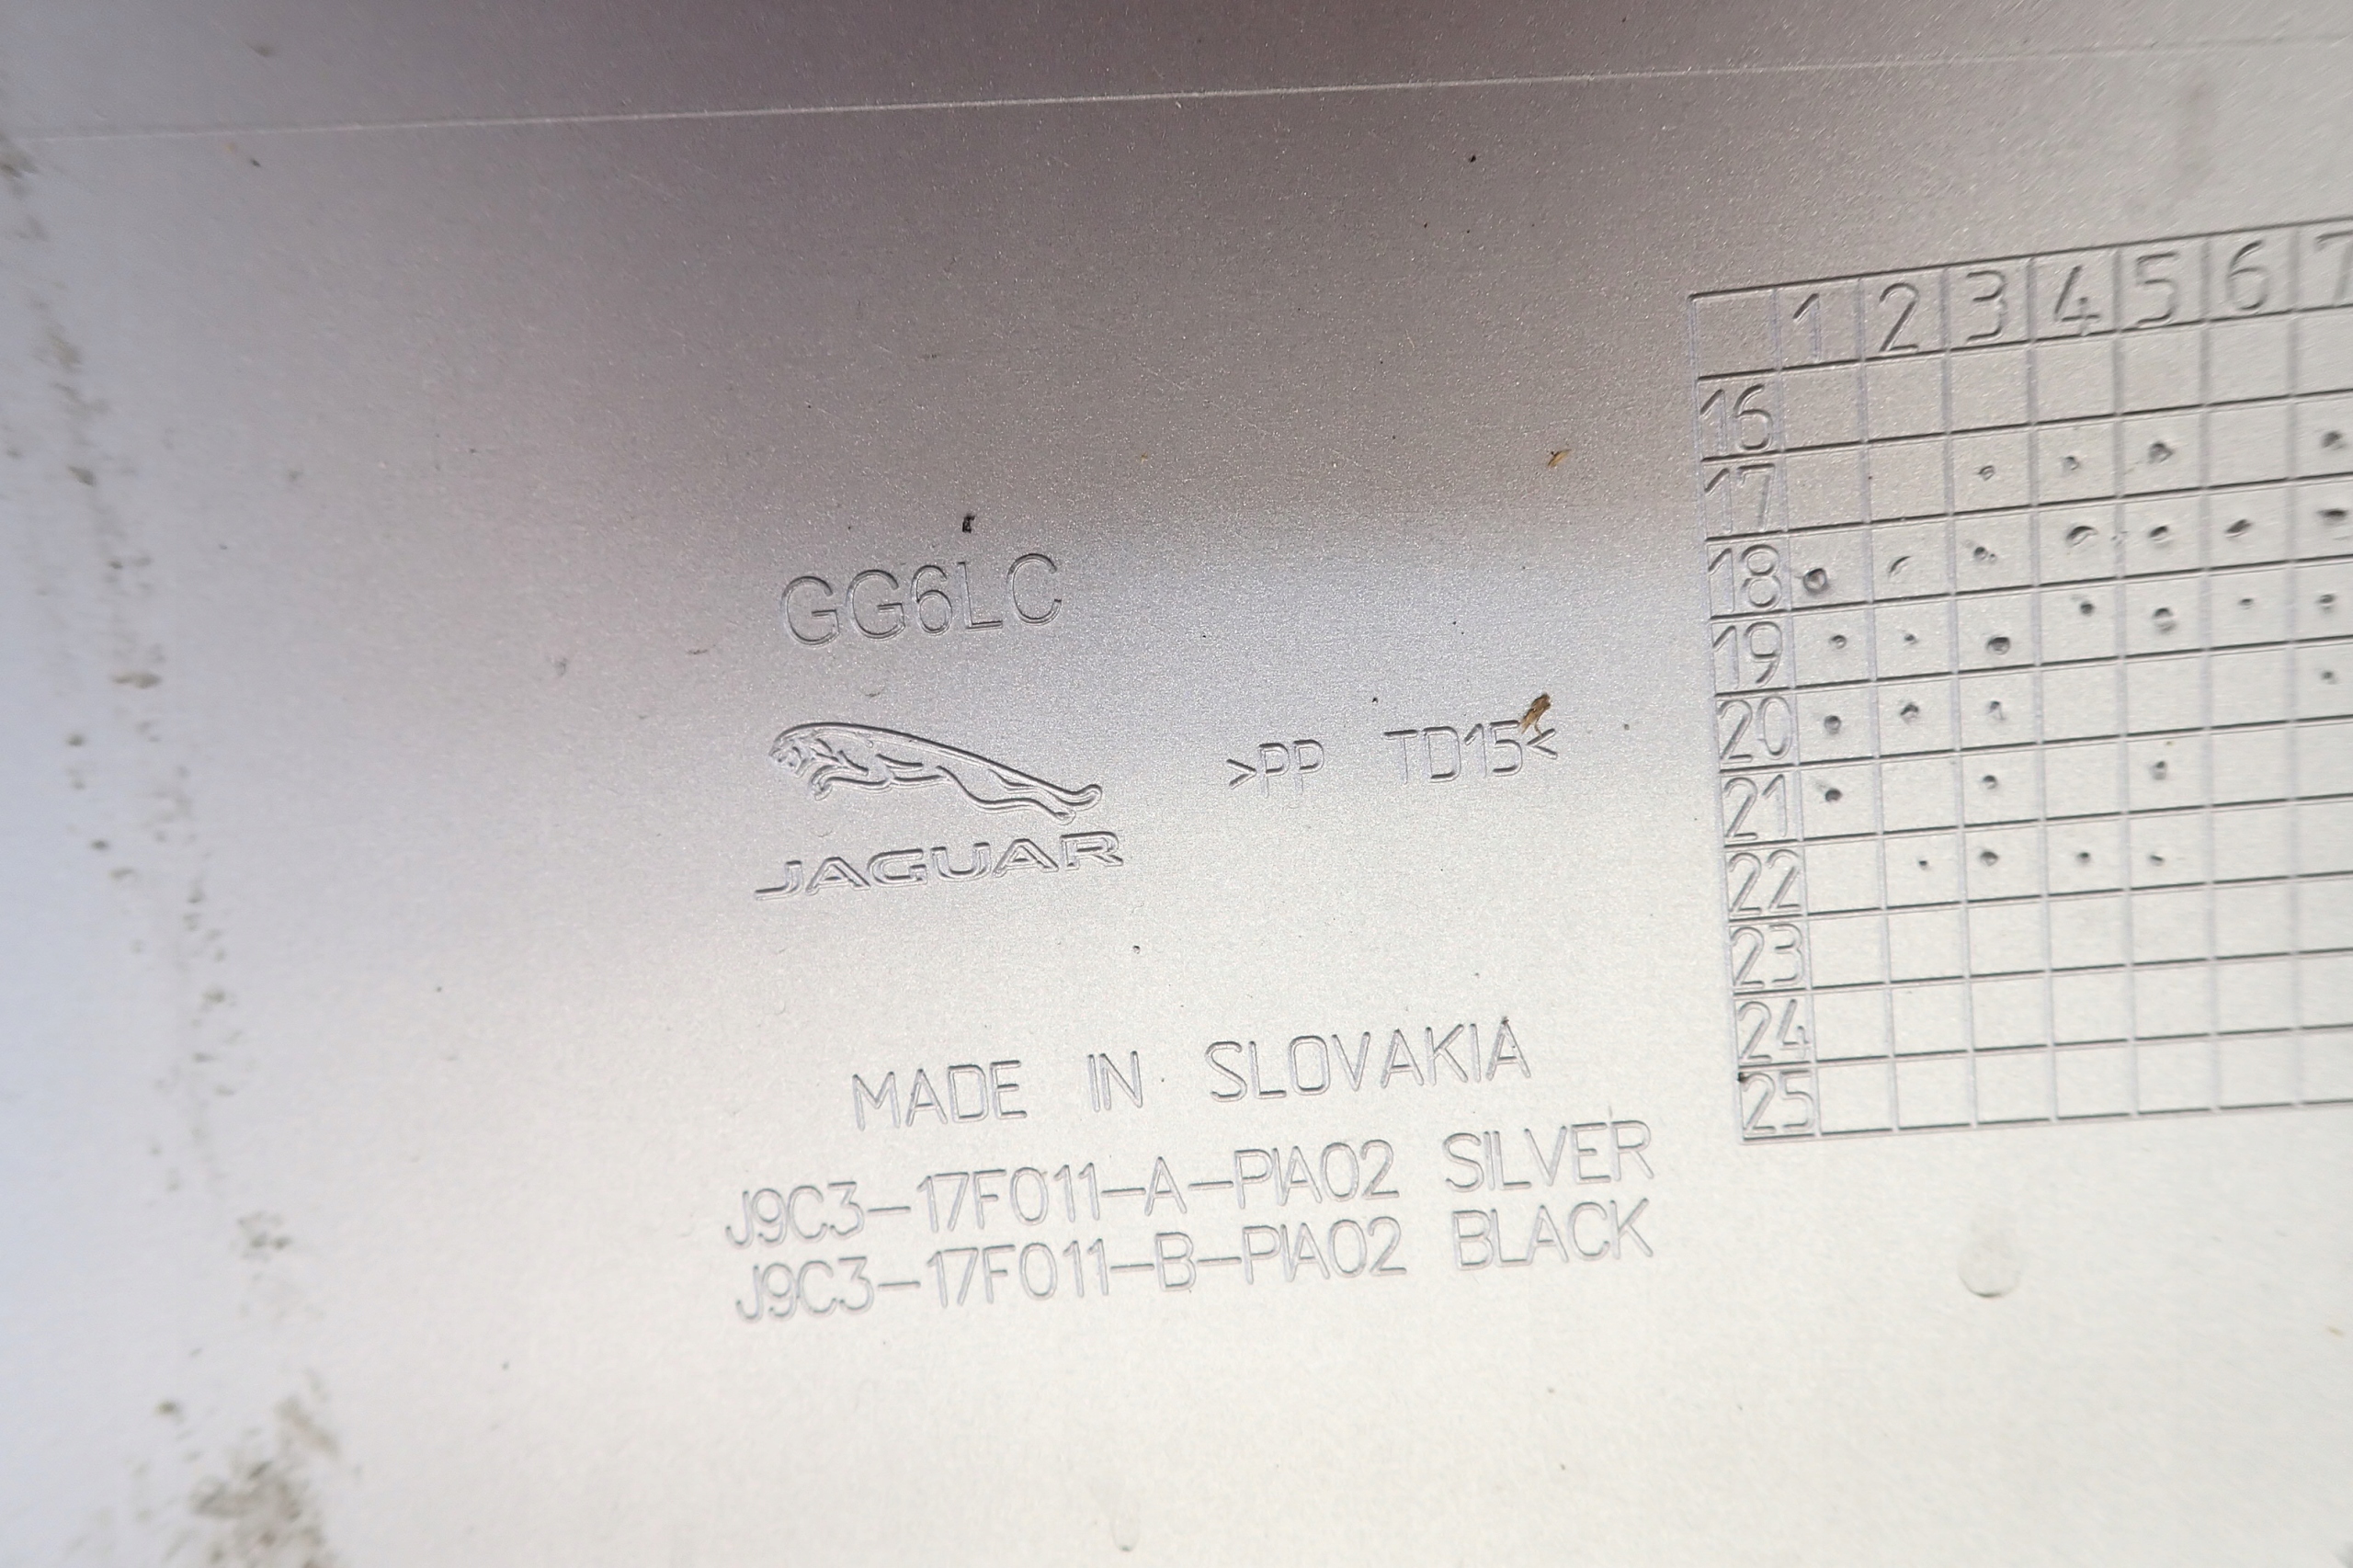 GG6LC
JAGUAR
>PP TD15<
MADE IN SLOVAKIA
J9C3-17F011-A-PIA02 SILVER
J9C3-17F011-B-PIA02 BLACK
1 2 3 4 5 6 7
16
17
18
19
20
21
22
23
24
25